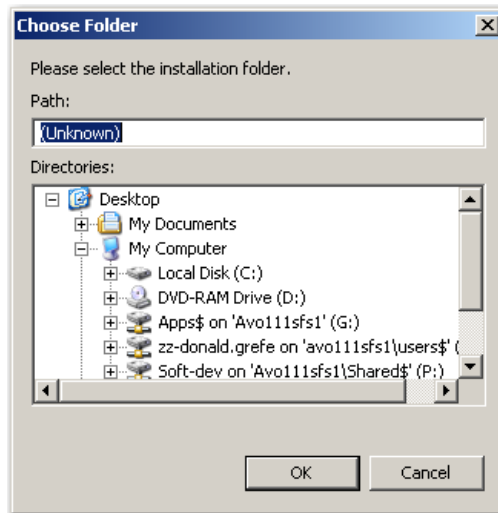 Choose Folder
Please select the installation folder.
Path:
(Unknown)
Directories:
Desktop
My Documents
My Computer
Local Disk (C:)
DVD-RAM Drive (D:)
Apps$ on 'Avo111sfs1' (G:)
zz-donald.grefe on 'avo111sfs1\users$' (
Soft-dev on 'Avo111sfs1\Shared$' (P:)
OK Cancel